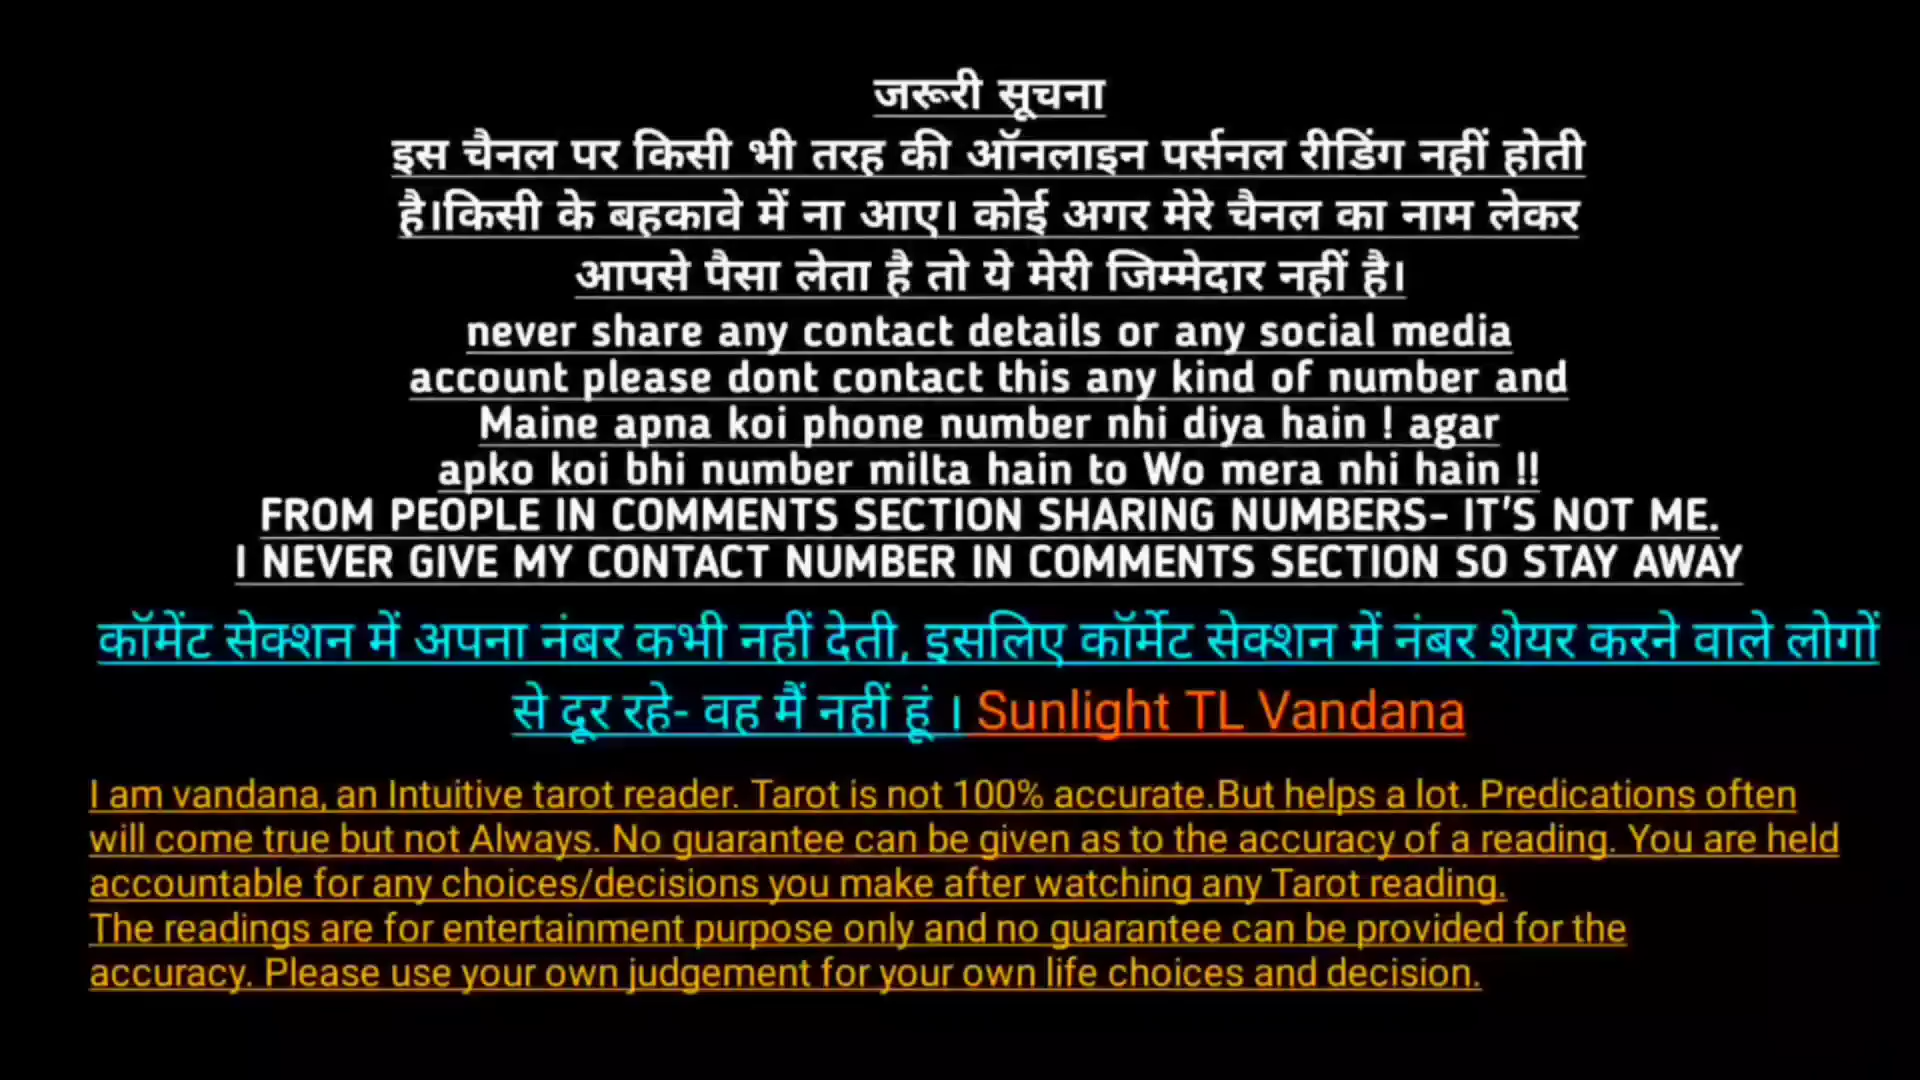 जरूरी सूचना
इस चैनल पर किसी भी तरह की ऑनलाइन पर्सनल रीडिंग नहीं होती
है।किसी के बहकावे में ना आए। कोई अगर मेरे चैनल का नाम लेकर
आपसे पैसा लेता है तो ये मेरी जिम्मेदार नहीं है।
never share any contact details or any social media
account please dont contact this any kind of number and
Maine apna koi phone number nhi diya hain ! agar
apko koi bhi number milta hain to Wo mera nhi hain !!
FROM PEOPLE IN COMMENTS SECTION SHARING NUMBERS- IT'S NOT ME.
I NEVER GIVE MY CONTACT NUMBER IN COMMENTS SECTION SO STAY AWAY
कॉमेंट सेक्शन में अपना नंबर कभी नहीं देती, इसलिए कॉर्मेट सेक्शन में नंबर शेयर करने वाले लोगों
से दूर रहे- वह मैं नहीं हूं । Sunlight TL Vandana
I am vandana, an Intuitive tarot reader. Tarot is not 100% accurate.But helps a lot. Predications often
will come true but not Always. No guarantee can be given as to the accuracy of a reading. You are held
accountable for any choices/decisions you make after watching any Tarot reading.
The readings are for entertainment purpose only and no guarantee can be provided for the
accuracy. Please use your own judgement for your own life choices and decision.